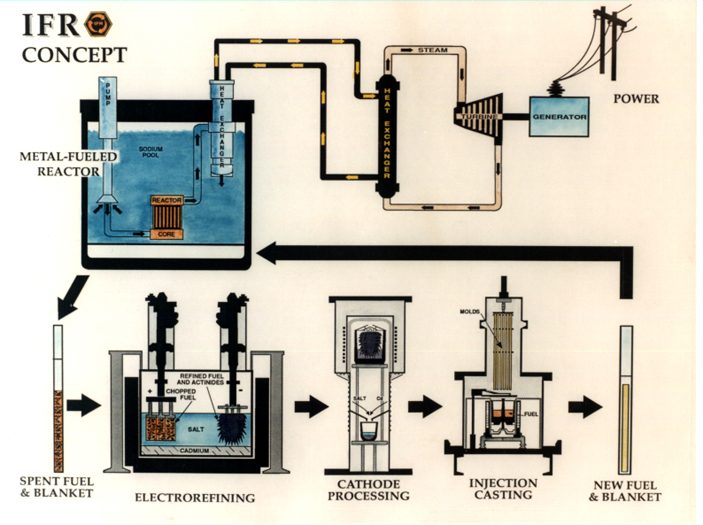 IFR
CONCEPT
PUMP
HEAT EXCHANGER
STEAM
HEAT EXCHANGER
TURBINE
GENERATOR
POWER
METAL-FUELED
REACTOR
SODIUM
POOL
REACTOR
CORE
MOLDS
REFINED FUEL
AND ACTINIDES
+
-
CHOPPED
FUEL
SALT
CADMIUM
SALT
FUEL
SPENT FUEL
& BLANKET
ELECTROREFINING
CATHODE
PROCESSING
INJECTION
CASTING
NEW FUEL
& BLANKET